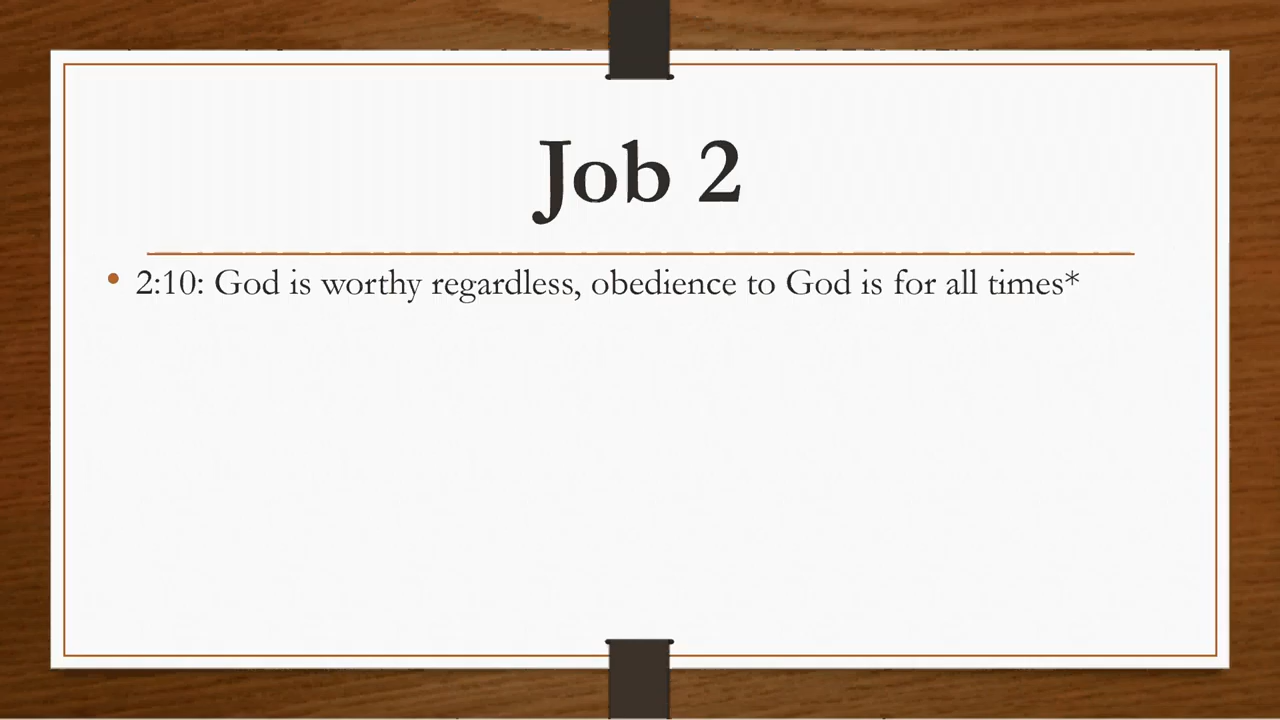 Job 2
• 2:10: God is worthy regardless, obedience to God is for all times*